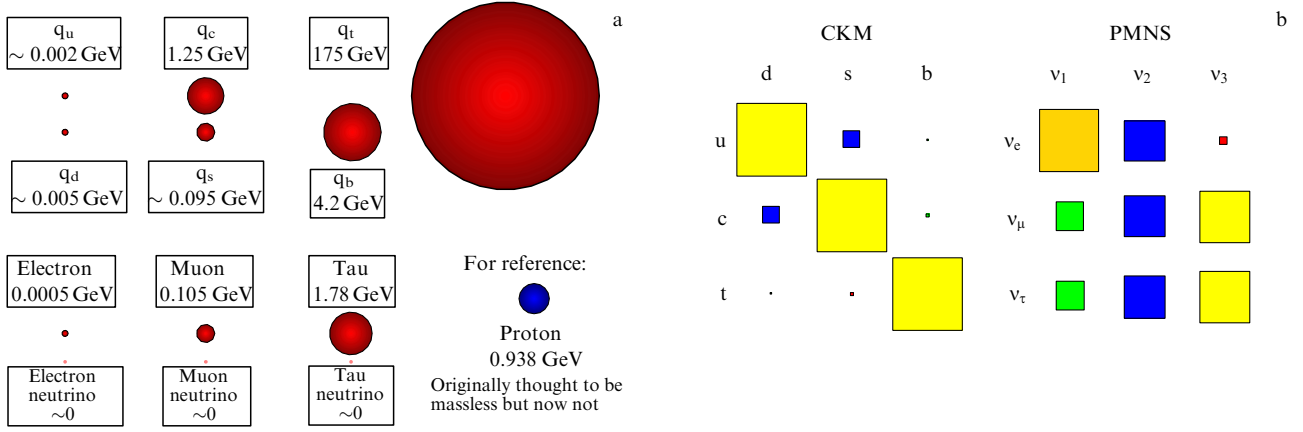 a
q_u
∼ 0.002 GeV
q_c
1.25 GeV
q_t
175 GeV
q_d
∼ 0.005 GeV
q_s
∼ 0.095 GeV
q_b
4.2 GeV
Electron
0.0005 GeV
Muon
0.105 GeV
Tau
1.78 GeV
For reference:
Proton
0.938 GeV
Originally thought to be
massless but now not
Electron
neutrino
∼0
Muon
neutrino
∼0
Tau
neutrino
∼0
b
CKM
d s b
u
c
t
PMNS
ν₁ ν₂ ν₃
ν_e
ν_μ
ν_τ